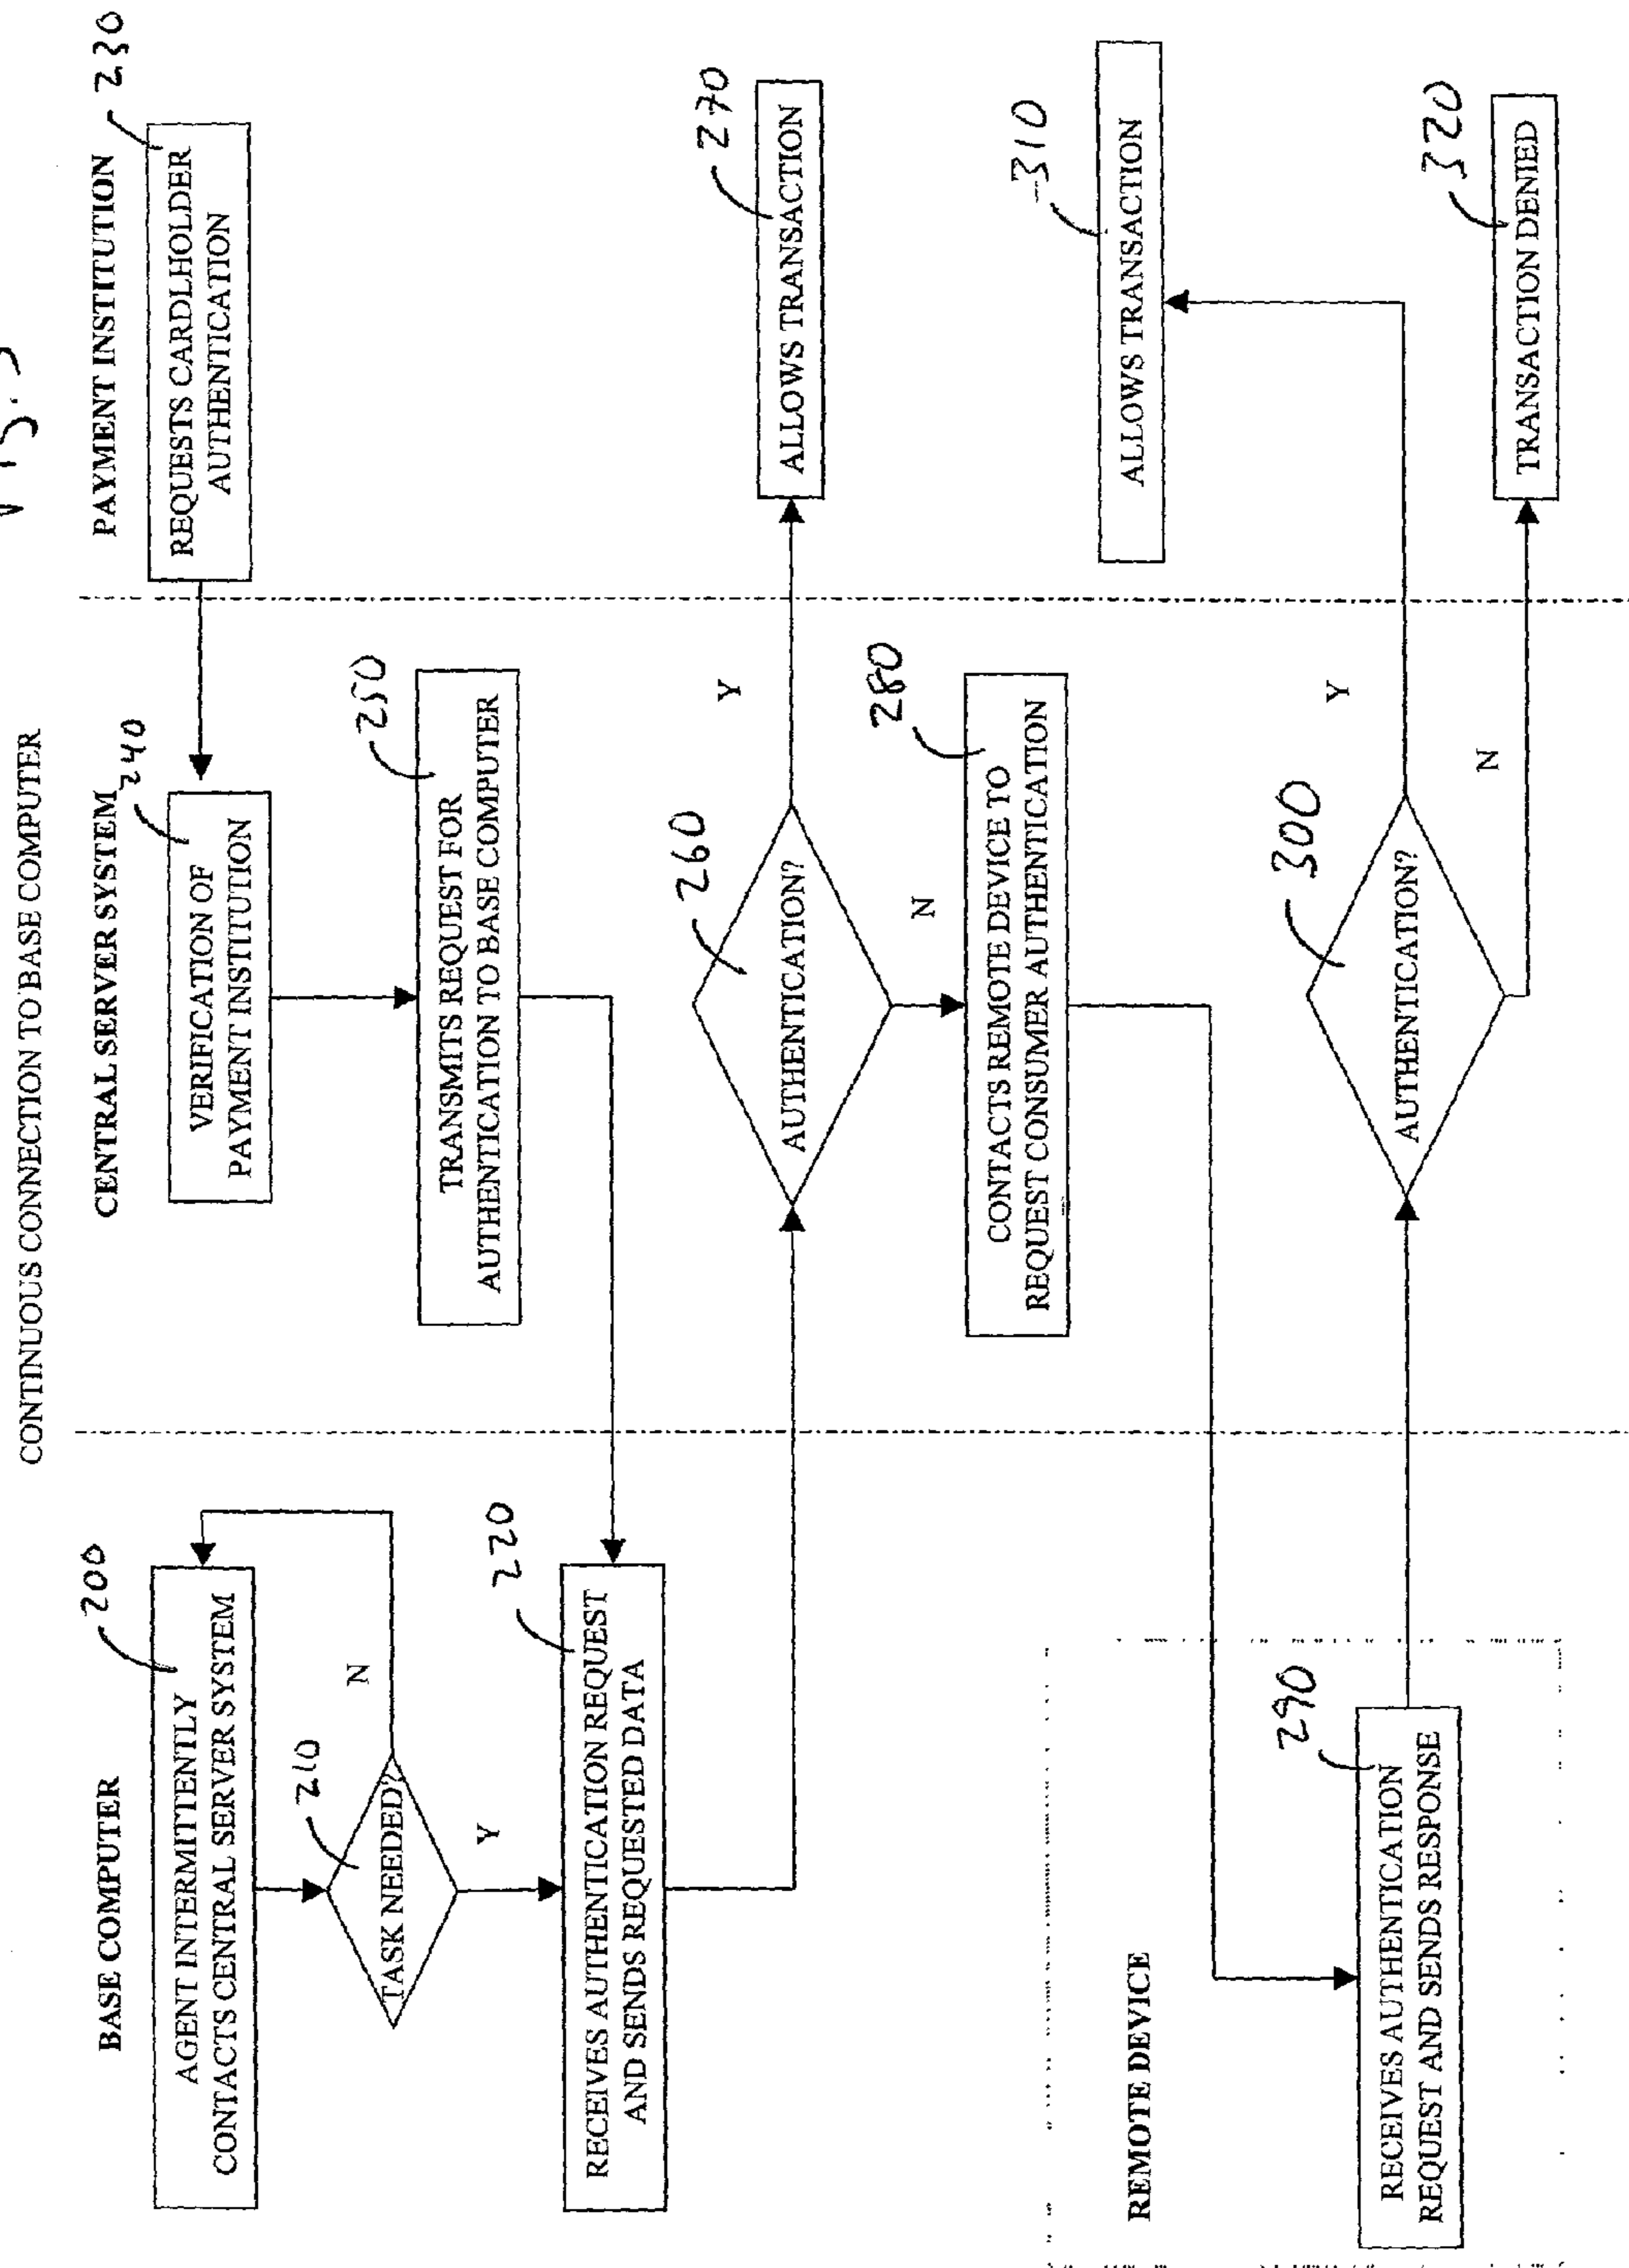 CONTINUOUS CONNECTION TO BASE COMPUTER
BASE COMPUTER
CENTRAL SERVER SYSTEM
PAYMENT INSTITUTION
200
AGENT INTERMITTENTLY
CONTACTS CENTRAL SERVER SYSTEM
240
VERIFICATION OF
PAYMENT INSTITUTION
230
REQUESTS CARDLHOLDER
AUTHENTICATION
210
TASK NEEDED?
N
Y
250
TRANSMITS REQUEST FOR
AUTHENTICATION TO BASE COMPUTER
220
RECEIVES AUTHENTICATION REQUEST
AND SENDS REQUESTED DATA
260
AUTHENTICATION?
Y
N
270
ALLOWS TRANSACTION
280
CONTACTS REMOTE DEVICE TO
REQUEST CONSUMER AUTHENTICATION
310
ALLOWS TRANSACTION
REMOTE DEVICE
290
RECEIVES AUTHENTICATION
REQUEST AND SENDS RESPONSE
300
AUTHENTICATION?
Y
N
320
TRANSACTION DENIED